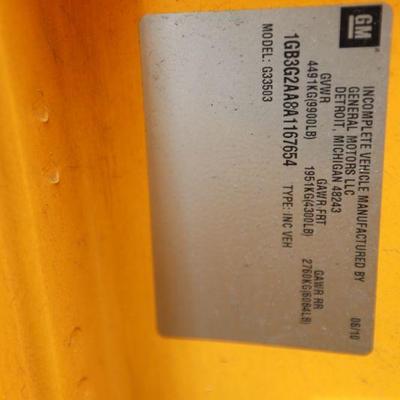 GM
INCOMPLETE VEHICLE MANUFACTURED BY
GENERAL MOTORS LLC
DETROIT, MICHIGAN 48243
06/10
GVWR GAWR FRT GAWR RR
4491KG(9900LB) 1951KG(4300LB) 2760KG(6084LB)
1GB3G2AA8A1167654 TYPE: INC VEH
MODEL: G33503